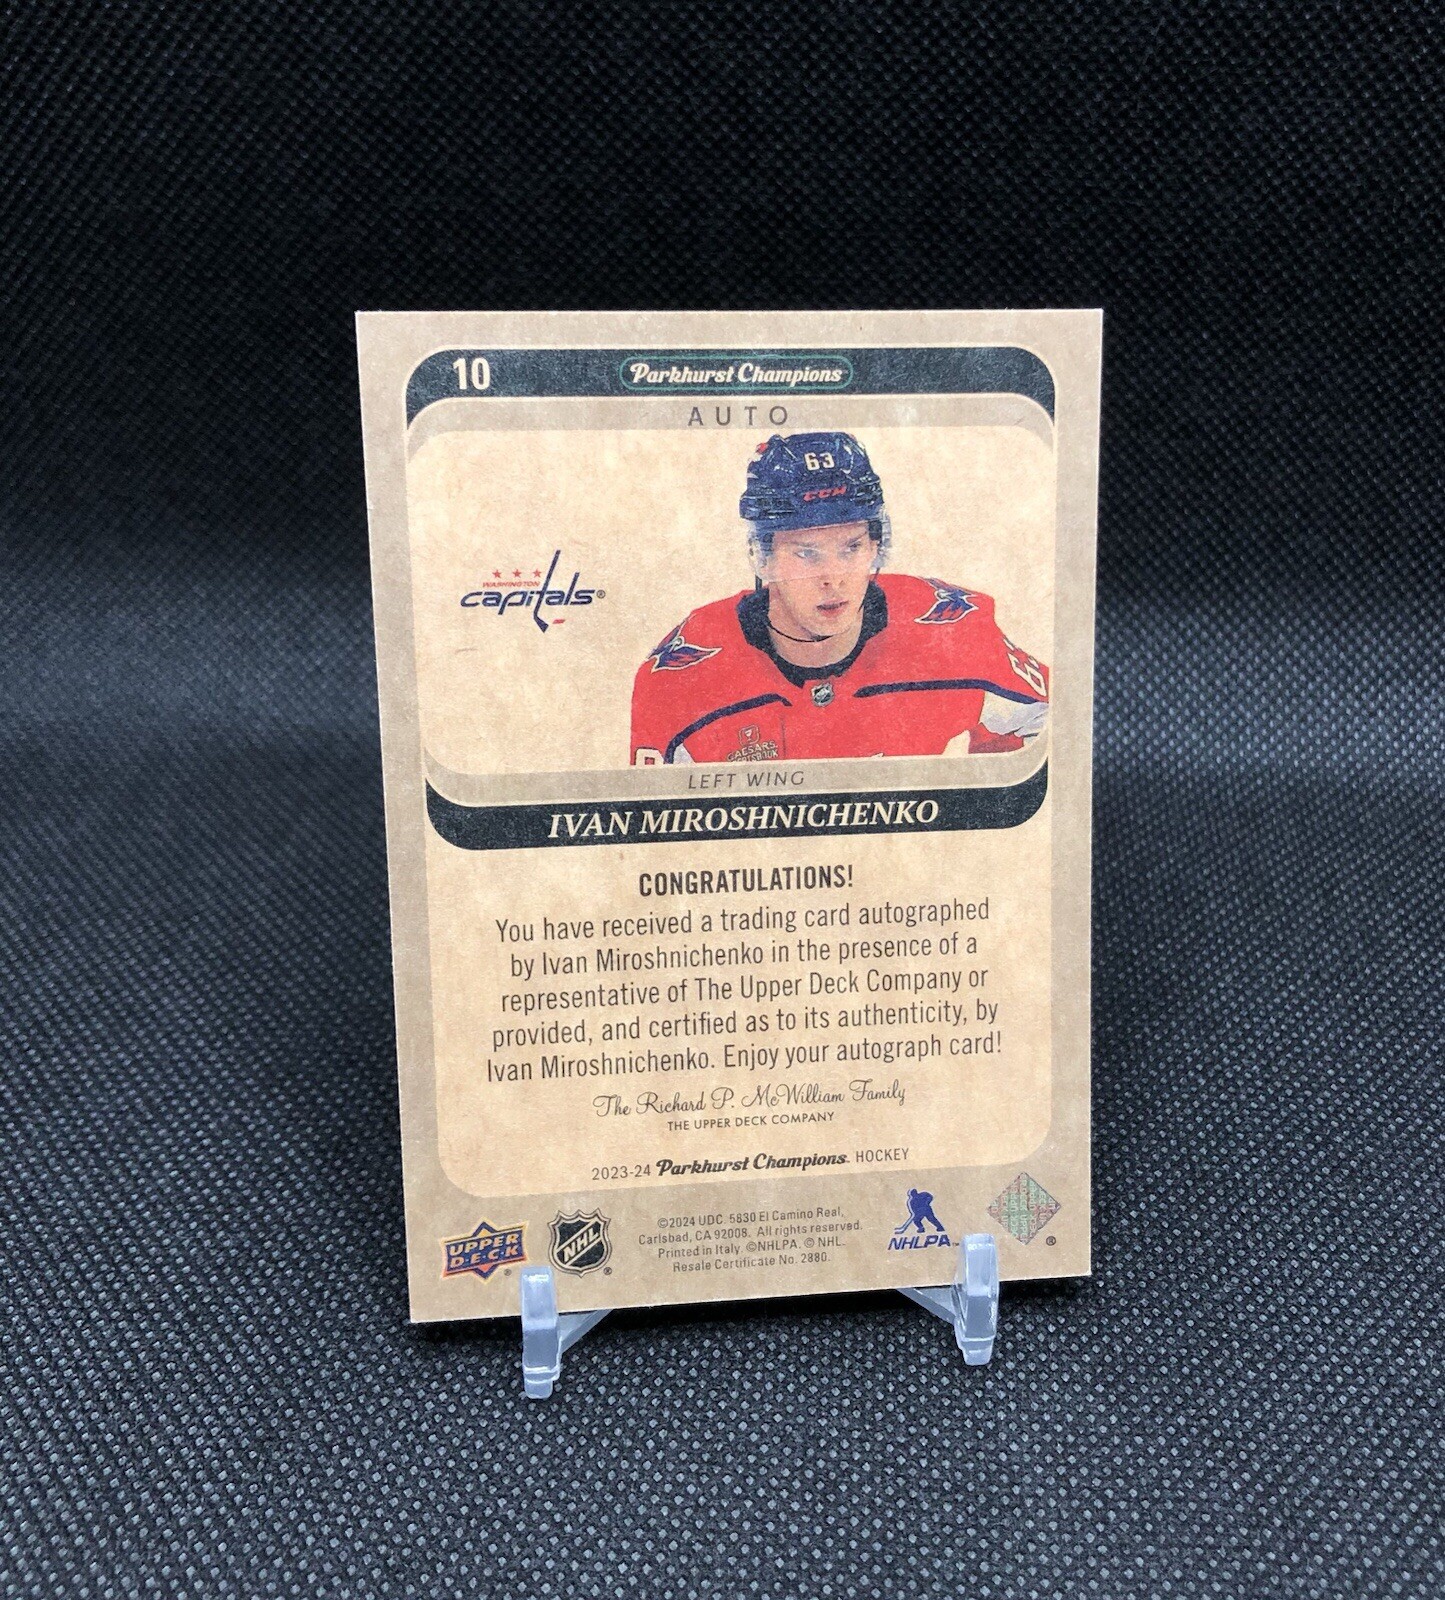 10
Parkhurst Champions
AUTO
63
CCM
WASHINGTON
capitals®
63
CAESARS
LEFT WING
IVAN MIROSHNICHENKO
CONGRATULATIONS!
You have received a trading card autographed
by Ivan Miroshnichenko in the presence of a
representative of The Upper Deck Company or
provided, and certified as to its authenticity, by
Ivan Miroshnichenko. Enjoy your autograph card!
The Richard P. McWilliam Family
THE UPPER DECK COMPANY
2023-24 Parkhurst Champions. HOCKEY
UPPER
D·E·C·K ®
NHL ®
©2024 UDC. 5830 El Camino Real,
Carlsbad, CA 92008. All rights reserved.
Printed in Italy. ©NHLPA. © NHL.
Resale Certificate No. 2880.
NHLPA™
®